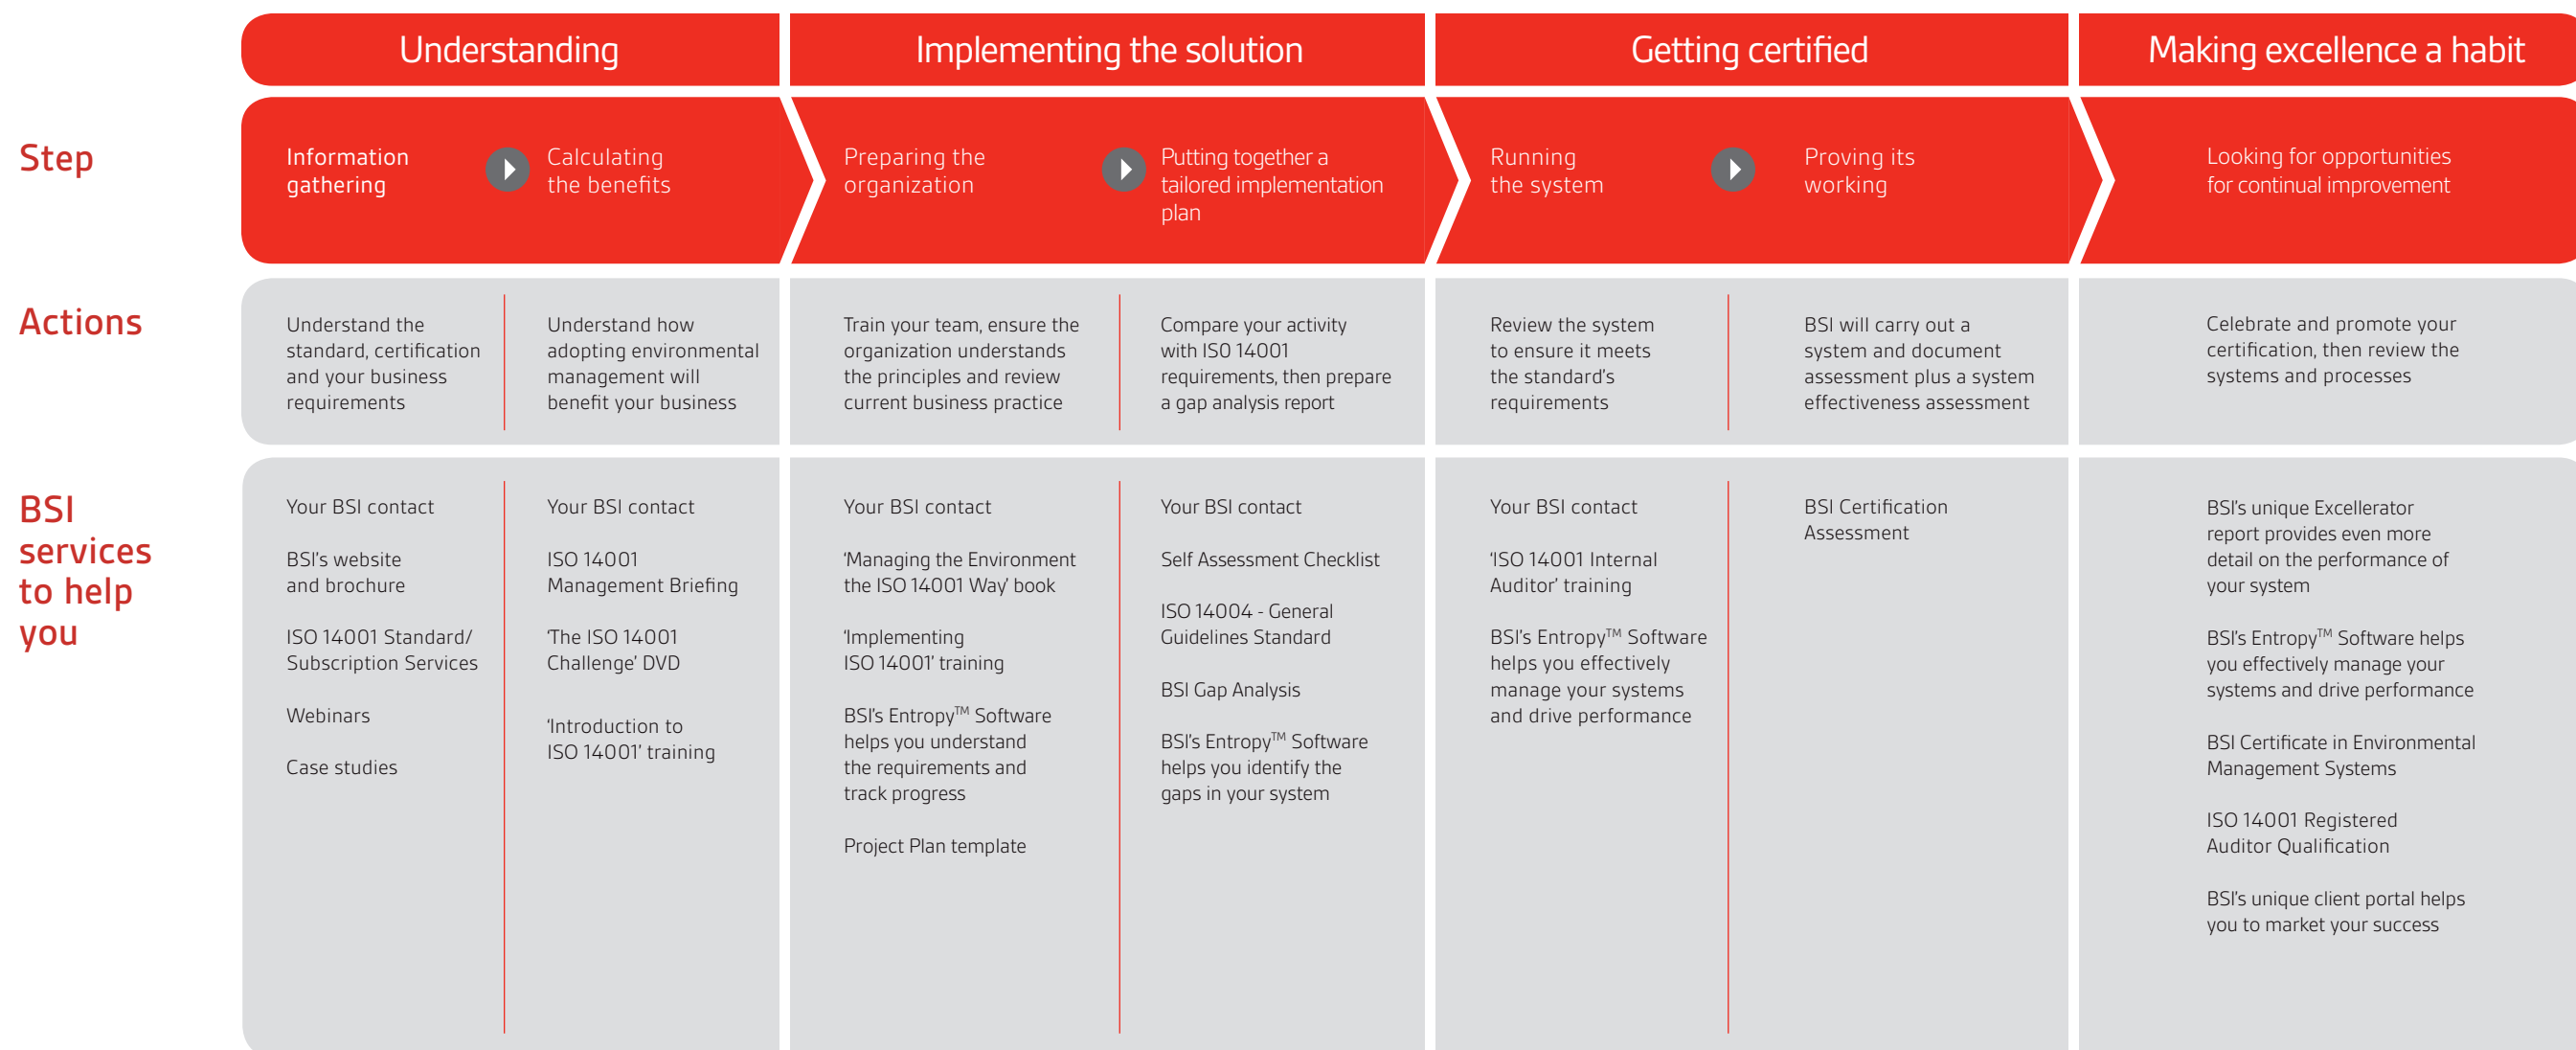 Understanding
Implementing the solution
Getting certified
Making excellence a habit
Step
Information
gathering
Calculating
the benefits
Preparing the
organization
Putting together a
tailored implementation
plan
Running
the system
Proving its
working
Looking for opportunities
for continual improvement
Actions
Understand the
standard, certification
and your business
requirements
Understand how
adopting environmental
management will
benefit your business
Train your team, ensure the
organization understands
the principles and review
current business practice
Compare your activity
with ISO 14001
requirements, then prepare
a gap analysis report
Review the system
to ensure it meets
the standard's
requirements
BSI will carry out a
system and document
assessment plus a system
effectiveness assessment
Celebrate and promote your
certification, then review the
systems and processes
BSI
services
to help
you
Your BSI contact
BSI's website
and brochure
ISO 14001 Standard/
Subscription Services
Webinars
Case studies
Your BSI contact
ISO 14001
Management Briefing
‘The ISO 14001
Challenge’ DVD
‘Introduction to
ISO 14001’ training
Your BSI contact
‘Managing the Environment
the ISO 14001 Way’ book
‘Implementing
ISO 14001’ training
BSI's Entropy™ Software
helps you understand
the requirements and
track progress
Project Plan template
Your BSI contact
Self Assessment Checklist
ISO 14004 - General
Guidelines Standard
BSI Gap Analysis
BSI's Entropy™ Software
helps you identify the
gaps in your system
Your BSI contact
‘ISO 14001 Internal
Auditor’ training
BSI's Entropy™ Software
helps you effectively
manage your systems
and drive performance
BSI Certification
Assessment
BSI's unique Excellerator
report provides even more
detail on the performance of
your system
BSI's Entropy™ Software helps
you effectively manage your
systems and drive performance
BSI Certificate in Environmental
Management Systems
ISO 14001 Registered
Auditor Qualification
BSI's unique client portal helps
you to market your success